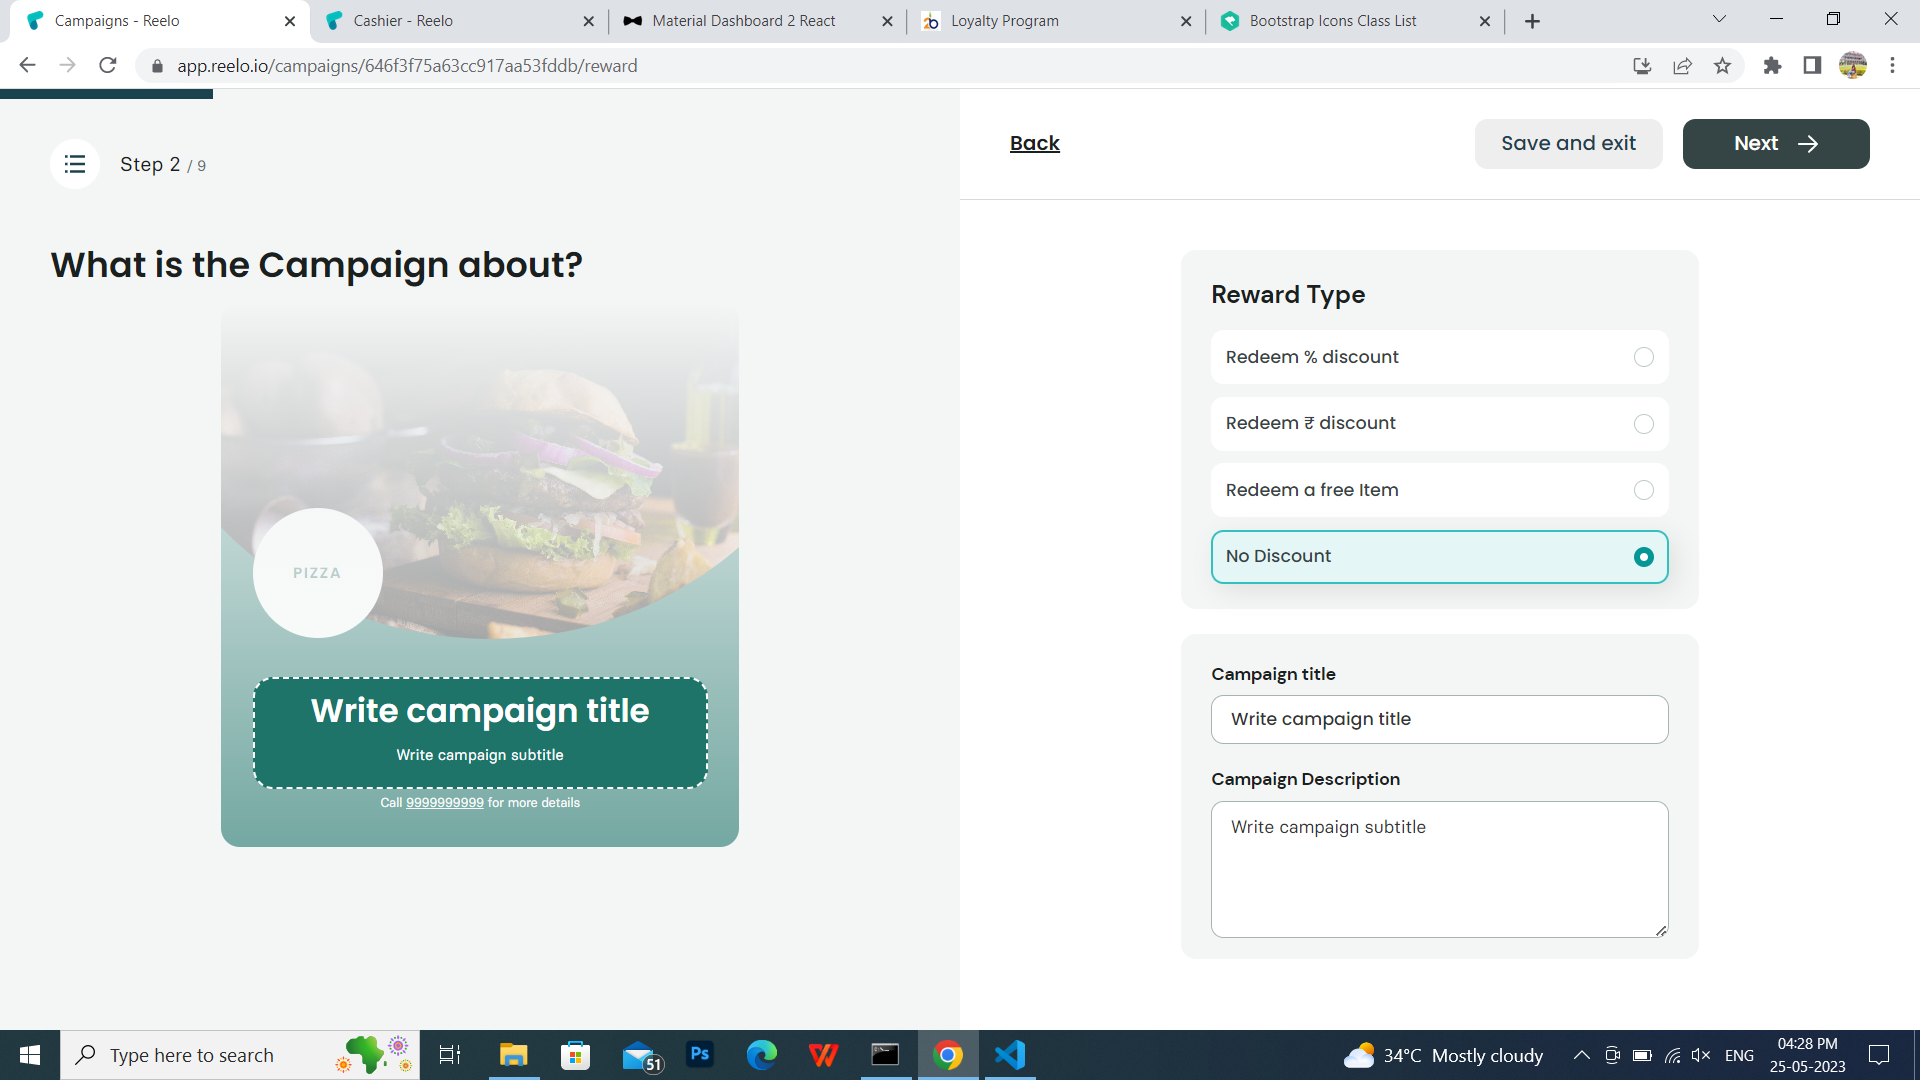 Campaigns - Reelo
Cashier - Reelo
Material Dashboard 2 React
Loyalty Program
Bootstrap Icons Class List
app.reelo.io/campaigns/646f3f75a63cc917aa53fddb/reward
Step 2 / 9
Back
Save and exit
Next
What is the Campaign about?
PIZZA
Write campaign title
Write campaign subtitle
Call 9999999999 for more details
Reward Type
Redeem % discount
Redeem ₹ discount
Redeem a free Item
No Discount
Campaign title
Write campaign title
Campaign Description
Write campaign subtitle
Type here to search
51
Ps
34°C Mostly cloudy
ENG
04:28 PM
25-05-2023